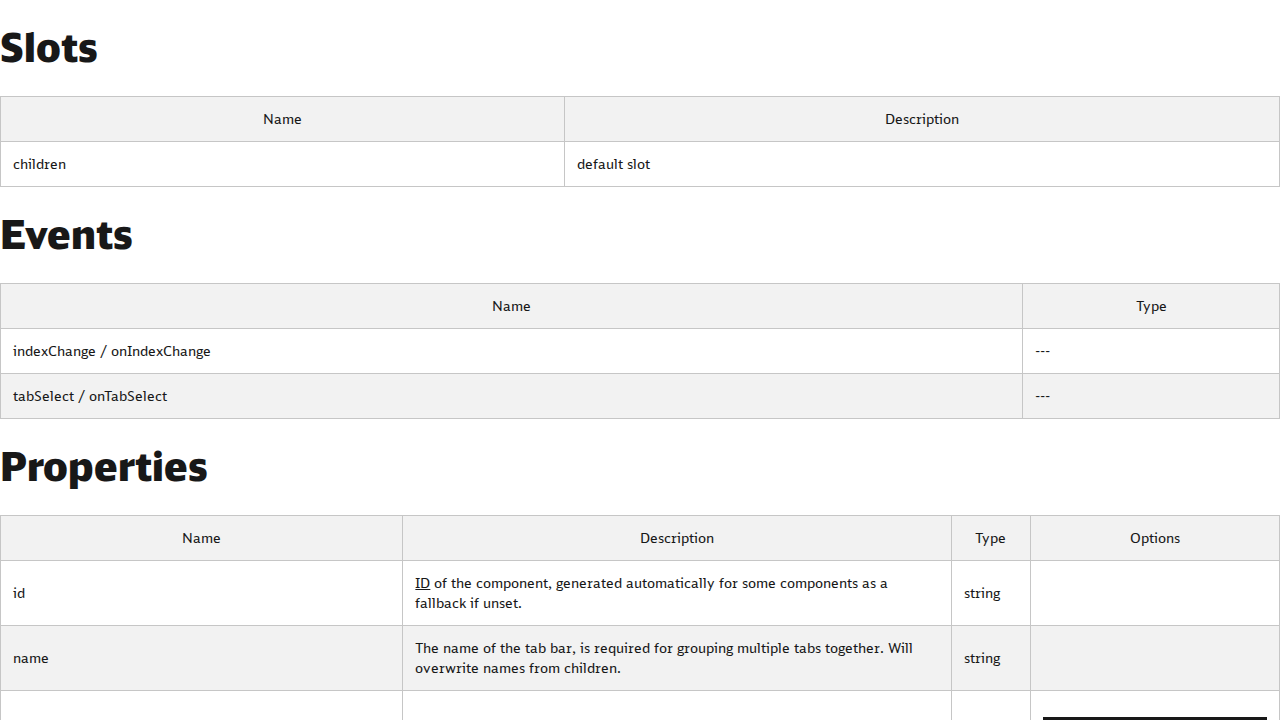 Slots
Name Description
children default slot
Events
Name Type
indexChange / onIndexChange ---
tabSelect / onTabSelect ---
Properties
Name Description Type Options
id ID of the component, generated automatically for some components as a fallback if unset. string
name The name of the tab bar, is required for grouping multiple tabs together. Will overwrite names from children. string